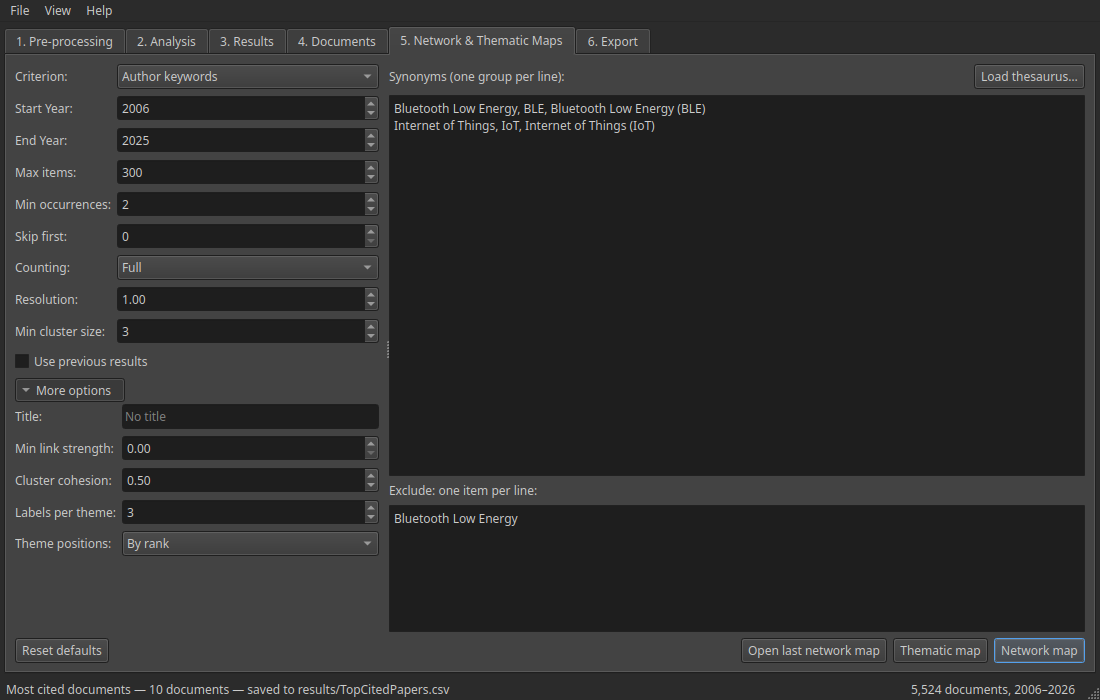 File View Help
1. Pre-processing 2. Analysis 3. Results 4. Documents 5. Network & Thematic Maps 6. Export
Criterion: Author keywords
Start Year: 2006
End Year: 2025
Max items: 300
Min occurrences: 2
Skip first: 0
Counting: Full
Resolution: 1.00
Min cluster size: 3
Use previous results
More options
Title: No title
Min link strength: 0.00
Cluster cohesion: 0.50
Labels per theme: 3
Theme positions: By rank
Reset defaults
Synonyms (one group per line): Load thesaurus...
Bluetooth Low Energy, BLE, Bluetooth Low Energy (BLE)
Internet of Things, IoT, Internet of Things (IoT)
Exclude: one item per line:
Bluetooth Low Energy
Open last network map Thematic map Network map
Most cited documents — 10 documents — saved to results/TopCitedPapers.csv 5,524 documents, 2006–2026